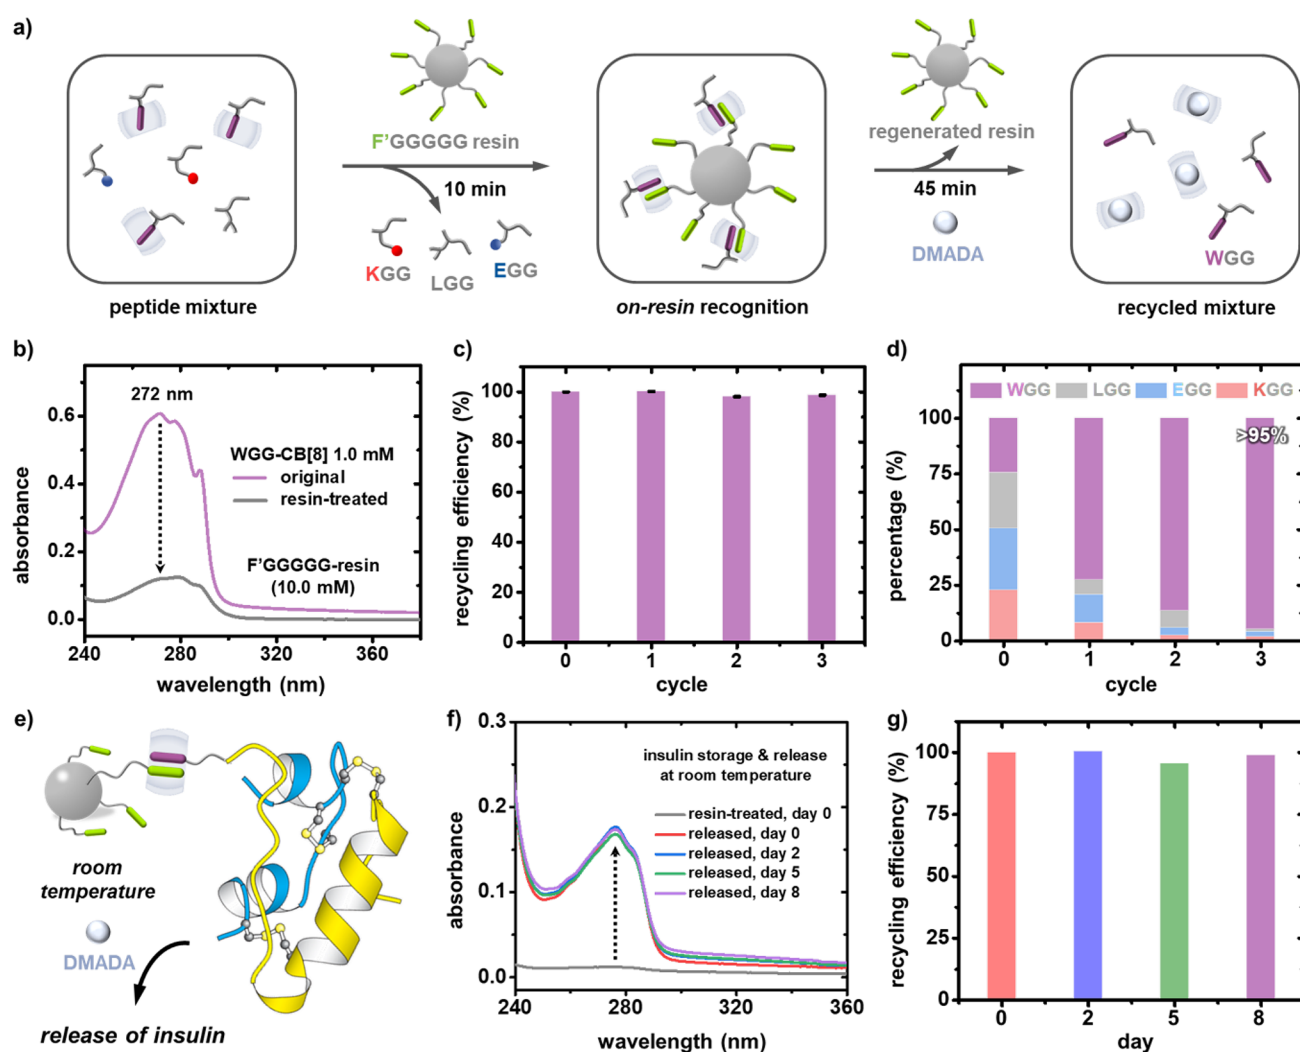 a)
F'GGGGG resin
10 min
KGG
LGG
EGG
regenerated resin
45 min
DMADA
WGG
peptide mixture
on-resin recognition
recycled mixture
b)
272 nm
WGG-CB[8] 1.0 mM
original
resin-treated
F'GGGGG-resin
(10.0 mM)
absorbance
0.6
0.4
0.2
0.0
240
280
320
360
wavelength (nm)
c)
recycling efficiency (%)
100
80
60
40
20
0
0
1
2
3
cycle
d)
WGG
LGG
EGG
KGG
>95%
percentage (%)
100
75
50
25
0
0
1
2
3
cycle
e)
room
temperature
DMADA
release of insulin
f)
insulin storage & release
at room temperature
resin-treated, day 0
released, day 0
released, day 2
released, day 5
released, day 8
absorbance
0.3
0.2
0.1
0.0
240
280
320
360
wavelength (nm)
g)
recycling efficiency (%)
100
75
50
25
0
0
2
5
8
day